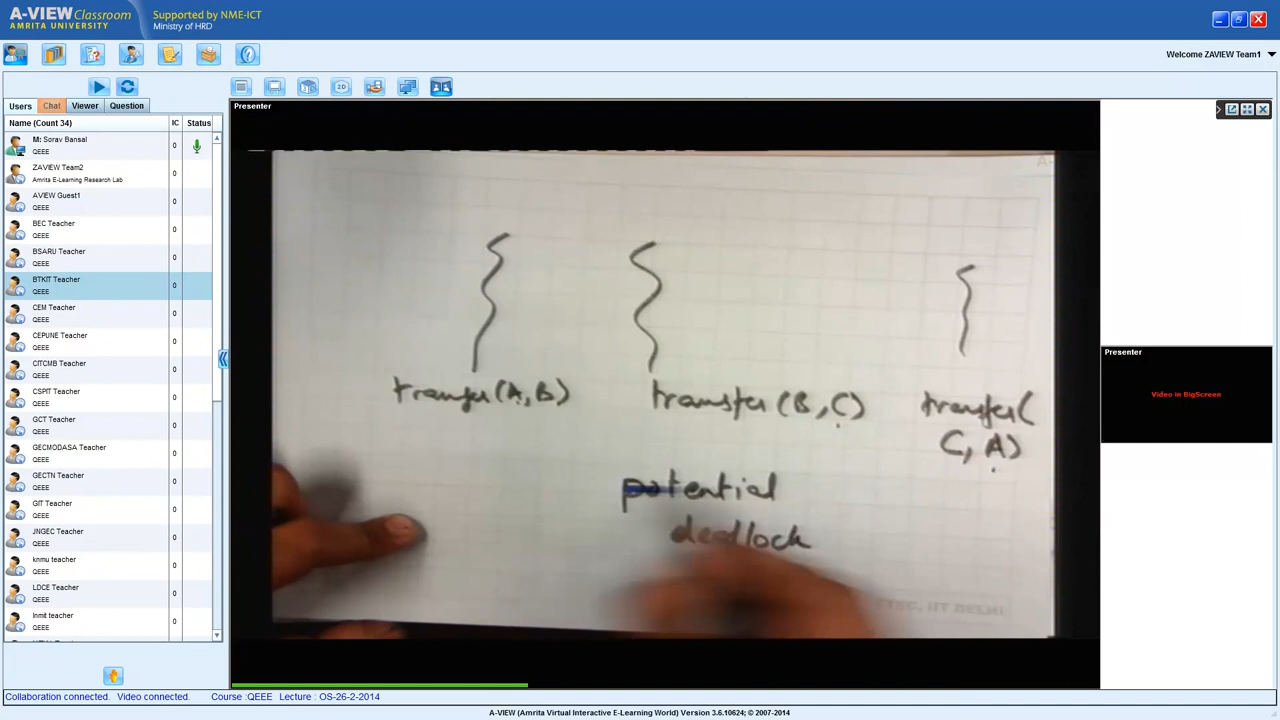 A-VIEW Classroom
AMRITA UNIVERSITY
Supported by NME-ICT
Ministry of HRD
Welcome ZAVIEW Team1
Users Chat Viewer Question
Name (Count 34) IC Status
M: Sorav Bansal
QEEE
0
ZAVIEW Team2
Amrita E-Learning Research Lab
0
AVIEW Guest1
QEEE
0
BEC Teacher
QEEE
0
BSARU Teacher
QEEE
0
BTKIT Teacher
QEEE
0
CEM Teacher
QEEE
0
CEPUNE Teacher
QEEE
0
CITCMB Teacher
QEEE
0
CSPIT Teacher
QEEE
0
GCT Teacher
QEEE
0
GECMODASA Teacher
QEEE
0
GECTN Teacher
QEEE
0
GIT Teacher
QEEE
0
JNGEC Teacher
QEEE
0
knmu teacher
QEEE
0
LDCE Teacher
QEEE
0
lnmit teacher
QEEE
0
Presenter
transfer(A,B)
transfer(B,C)
transfer(
C, A)
potential
deadlock
IIT DELHI
Presenter
Video in BigScreen
Collaboration connected. Video connected. Course :QEEE Lecture : OS-26-2-2014
A-VIEW (Amrita Virtual Interactive E-Learning World) Version 3.6.10624; © 2007-2014